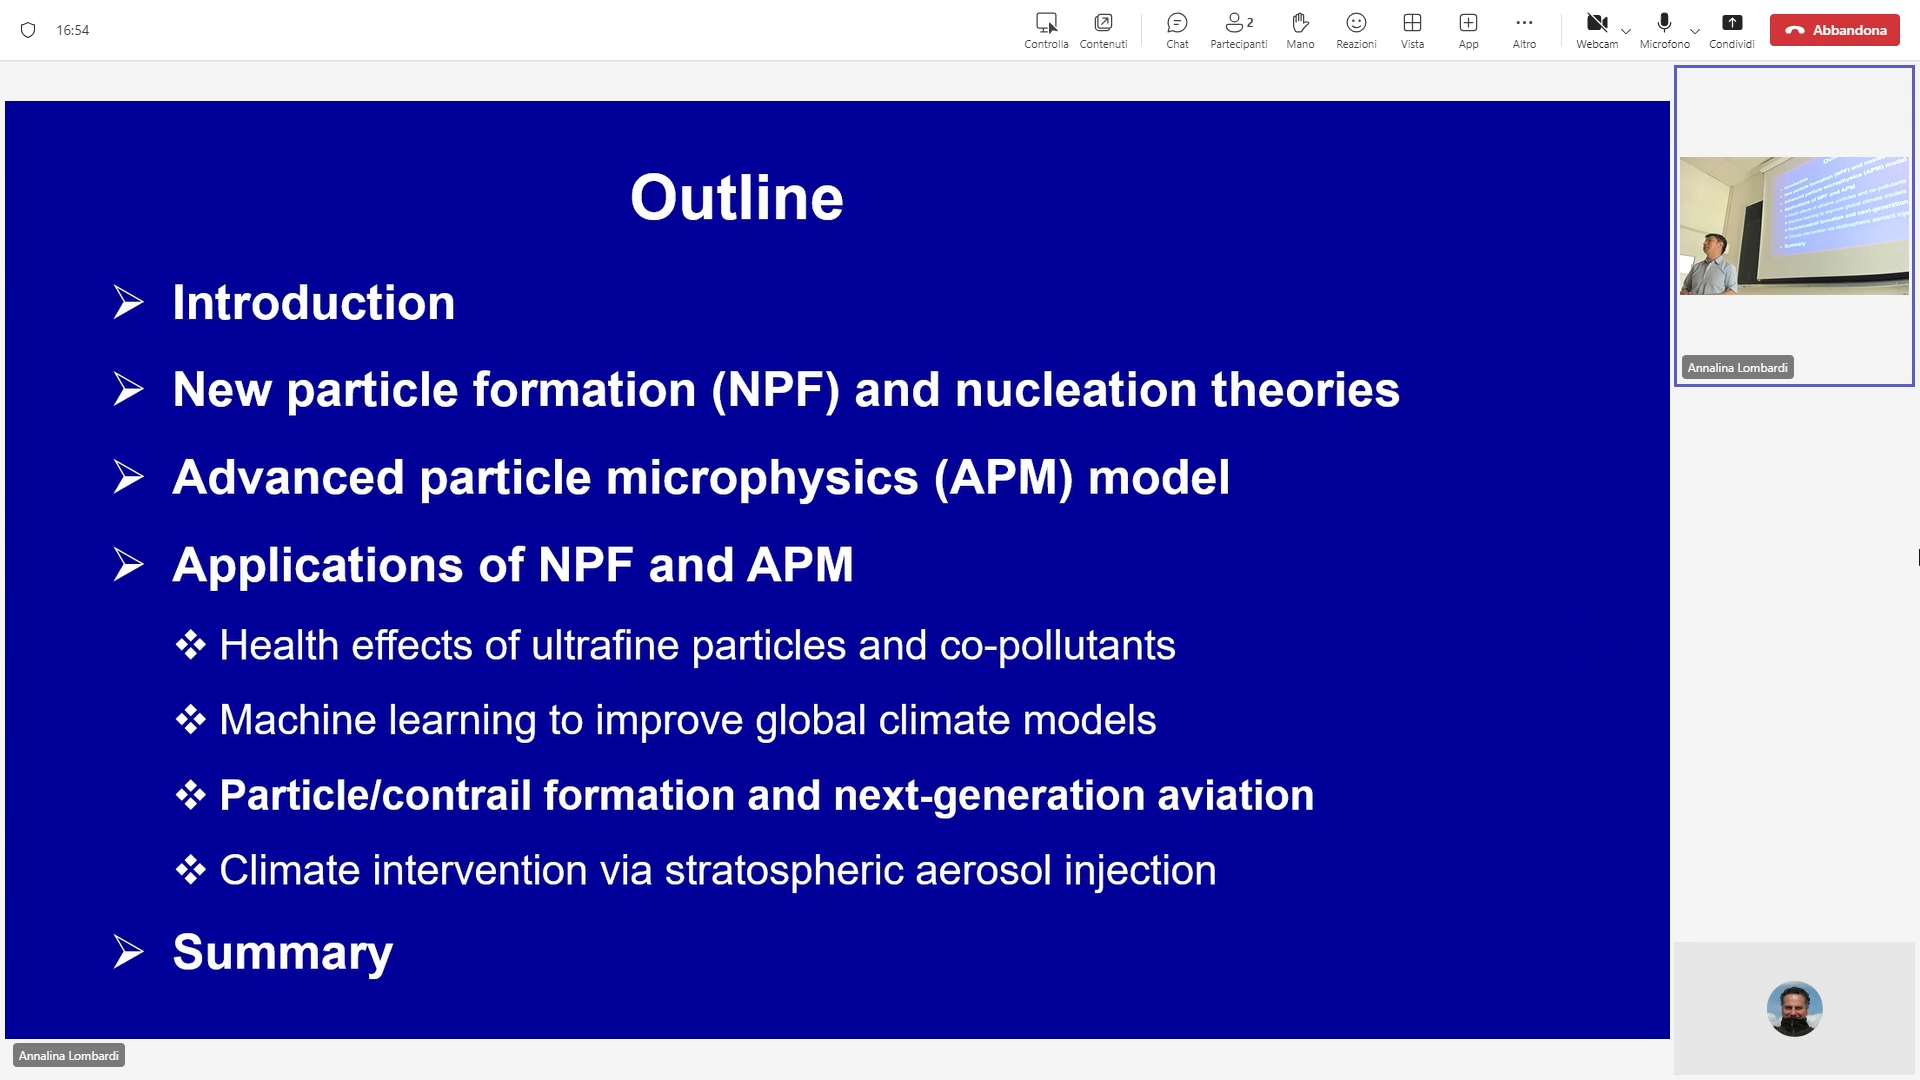 16:54
Controlla
Contenuti
Chat
2
Partecipanti
Mano
Reazioni
Vista
App
Altro
Webcam
Microfono
Condividi
Abbandona
Outline
Introduction
New particle formation (NPF) and nucleation theories
Advanced particle microphysics (APM) model
Applications of NPF and APM
Health effects of ultrafine particles and co-pollutants
Machine learning to improve global climate models
Particle/contrail formation and next-generation aviation
Climate intervention via stratospheric aerosol injection
Summary
Annalina Lombardi
Annalina Lombardi